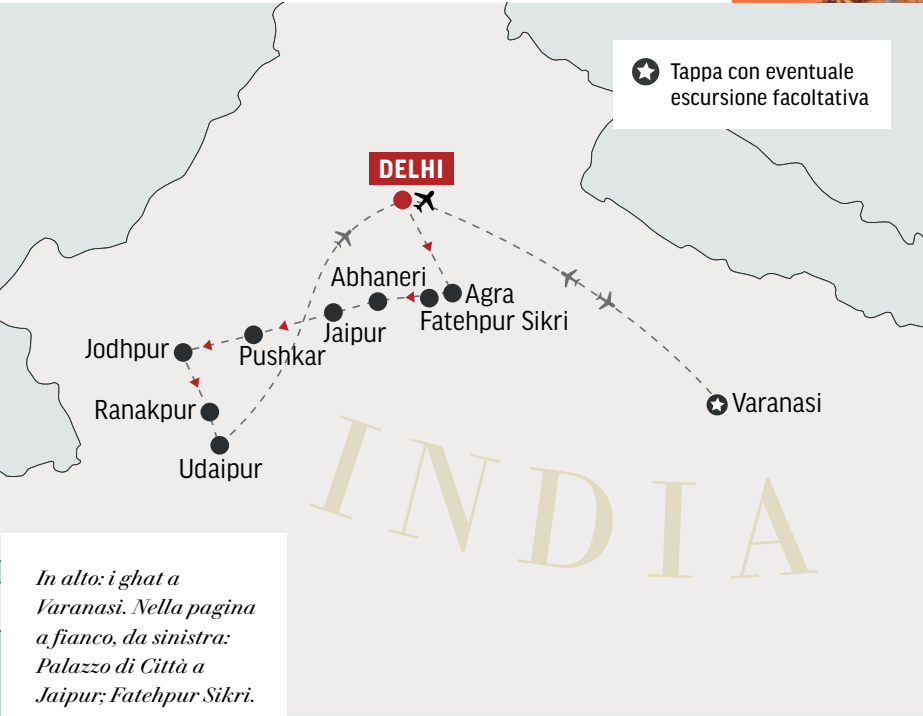 Tappa con eventuale
escursione facoltativa
DELHI
Abhaneri
Agra
Fatehpur Sikri
Jaipur
Jodhpur
Pushkar
Ranakpur
Varanasi
Udaipur
INDIA
In alto: i ghat a
Varanasi. Nella pagina
a fianco, da sinistra:
Palazzo di Città a
Jaipur; Fatehpur Sikri.